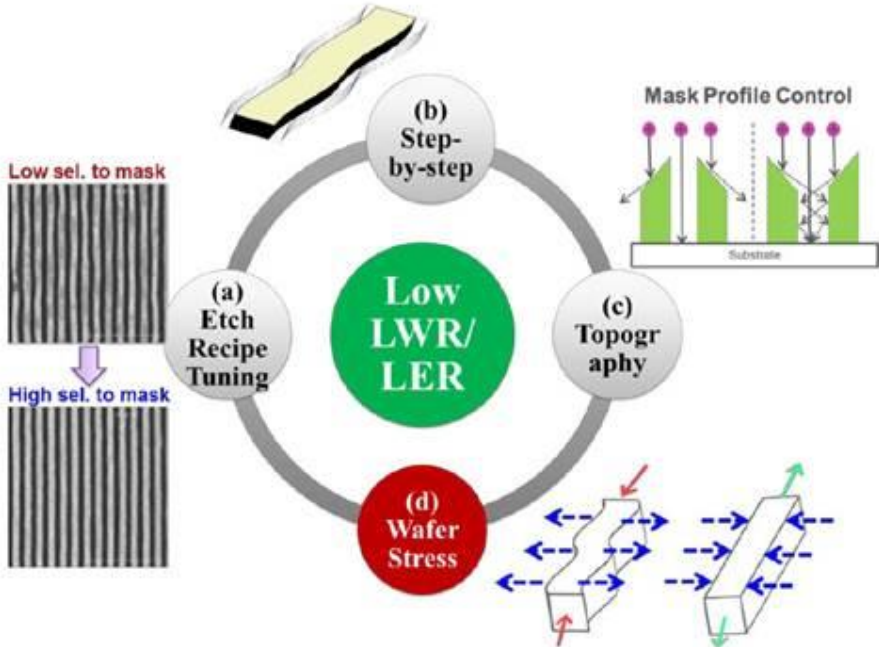 (b)
Step-
by-step
Mask Profile Control
Substrate
Low sel. to mask
High sel. to mask
(a)
Etch
Recipe
Tuning
Low
LWR/
LER
(c)
Topogr
aphy
(d)
Wafer
Stress